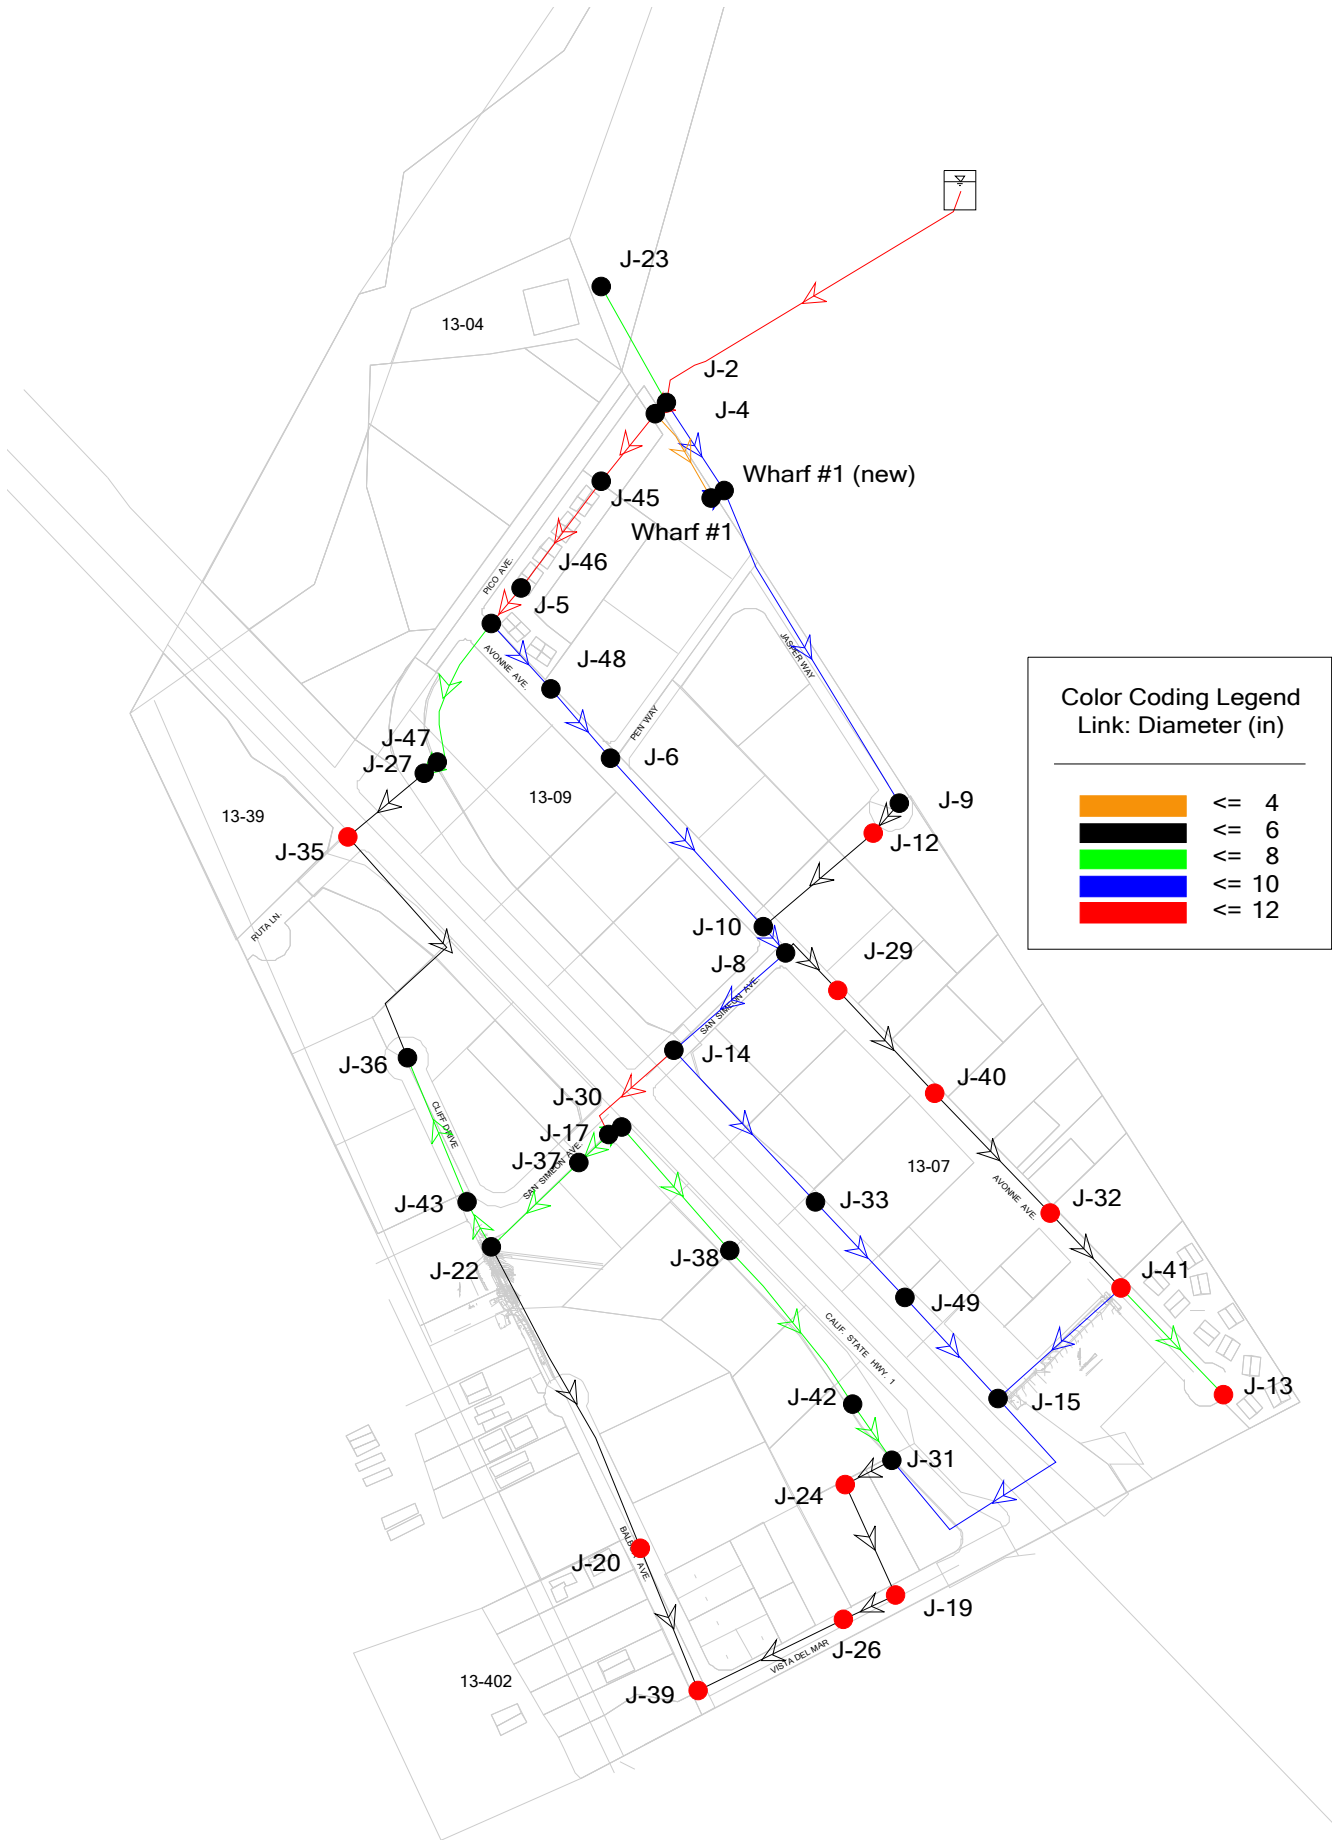 J-23
13-04
J-2
J-4
Wharf #1 (new)
J-45
Wharf #1
PICO AVE.
J-46
J-5
JASPER WAY
AVONNE AVE.
J-48
Color Coding Legend
Link: Diameter (in)
PEN WAY
J-47
J-6
J-27
13-09
J-9
<= 4
13-39
<= 6
J-12
J-35
<= 8
<= 10
<= 12
RUTA LN.
J-10
J-8
J-29
SAN SIMEON AVE.
J-14
J-36
J-40
J-30
CLIFF DRIVE
J-17
J-37
SAN SIMEON AVE.
13-07
AVONNE AVE.
J-43
J-33
J-32
J-22
J-38
J-41
J-49
CALIF. STATE HWY. 1
J-13
J-15
J-42
J-31
J-24
BALBOA AVE.
J-20
J-19
J-26
VISTA DEL MAR
13-402
J-39